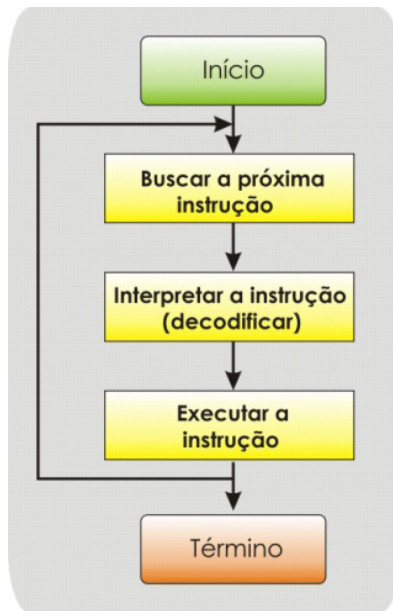 Início
Buscar a próxima
instrução
Interpretar a instrução
(decodificar)
Executar a
instrução
Término